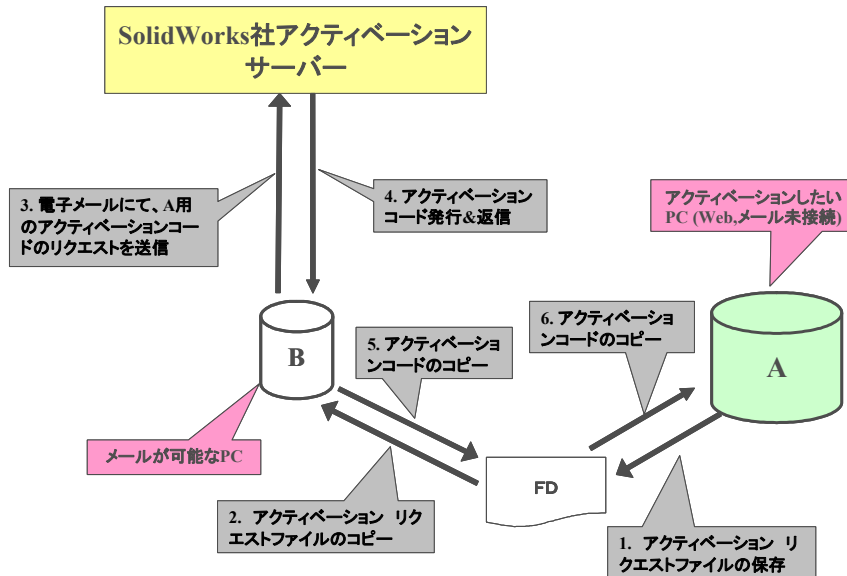 SolidWorks社アクティベーション
サーバー
3. 電子メールにて、A用
のアクティベーションコー
ドのリクエストを送信
4. アクティベーション
コード発行&返信
アクティベーションしたい
PC (Web,メール未接続)
B
5. アクティベーショ
ンコードのコピー
6. アクティベーショ
ンコードのコピー
A
メールが可能なPC
FD
2. アクティベーション リク
エストファイルのコピー
1. アクティベーション リ
クエストファイルの保存